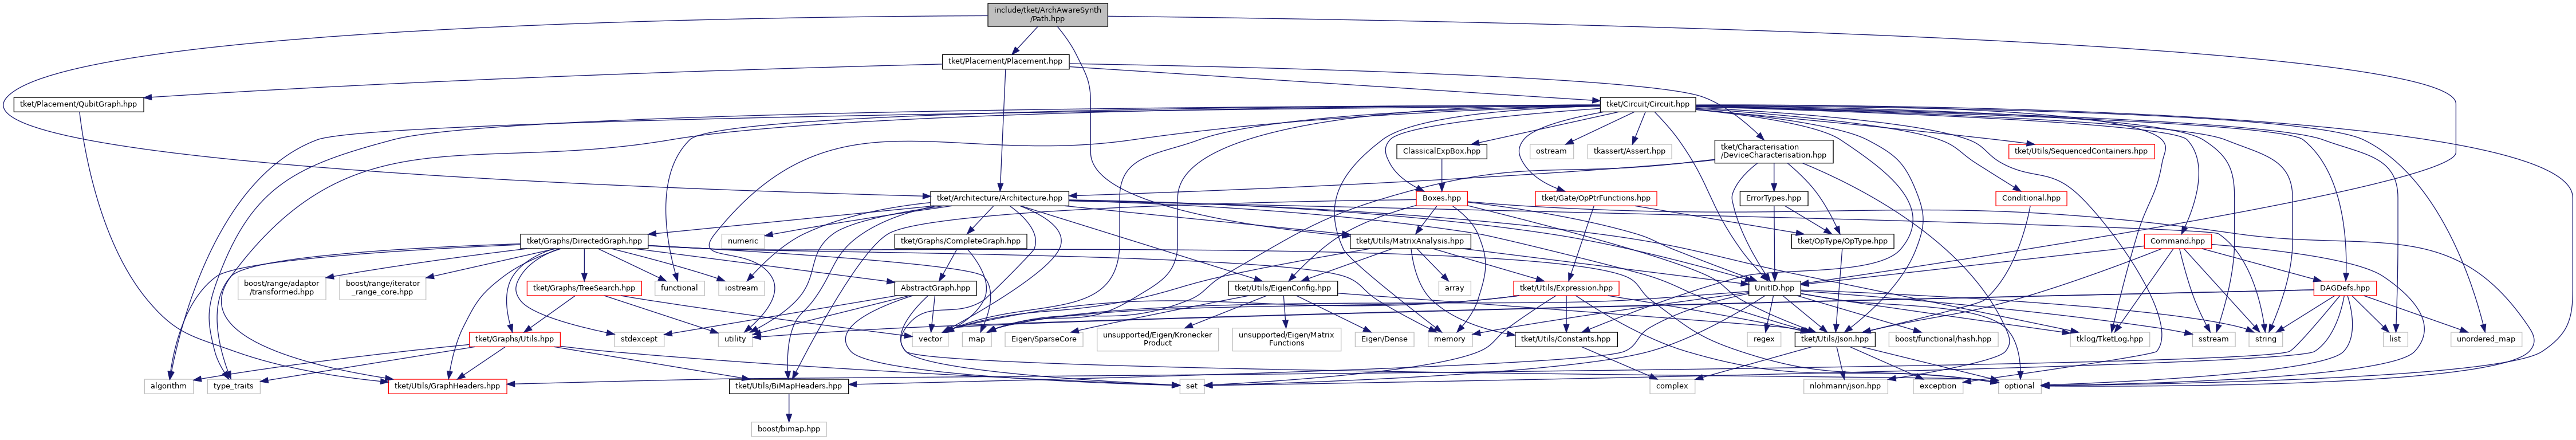 include/tket/ArchAwareSynth
/Path.hpp
tket/Placement/Placement.hpp
tket/Placement/QubitGraph.hpp
tket/Circuit/Circuit.hpp
ClassicalExpBox.hpp
ostream
tkassert/Assert.hpp
tket/Characterisation
/DeviceCharacterisation.hpp
tket/Utils/SequencedContainers.hpp
tket/Architecture/Architecture.hpp
Boxes.hpp
tket/Gate/OpPtrFunctions.hpp
ErrorTypes.hpp
Conditional.hpp
tket/Graphs/DirectedGraph.hpp
numeric
tket/Graphs/CompleteGraph.hpp
tket/Utils/MatrixAnalysis.hpp
tket/OpType/OpType.hpp
Command.hpp
boost/range/adaptor
/transformed.hpp
boost/range/iterator
_range_core.hpp
tket/Graphs/TreeSearch.hpp
functional
iostream
AbstractGraph.hpp
tket/Utils/EigenConfig.hpp
array
tket/Utils/Expression.hpp
UnitID.hpp
DAGDefs.hpp
tket/Graphs/Utils.hpp
stdexcept
utility
vector
map
Eigen/SparseCore
unsupported/Eigen/Kronecker
Product
unsupported/Eigen/Matrix
Functions
Eigen/Dense
memory
tket/Utils/Constants.hpp
regex
tket/Utils/Json.hpp
boost/functional/hash.hpp
tklog/TketLog.hpp
sstream
string
list
unordered_map
algorithm
type_traits
tket/Utils/GraphHeaders.hpp
tket/Utils/BiMapHeaders.hpp
set
complex
nlohmann/json.hpp
exception
optional
boost/bimap.hpp